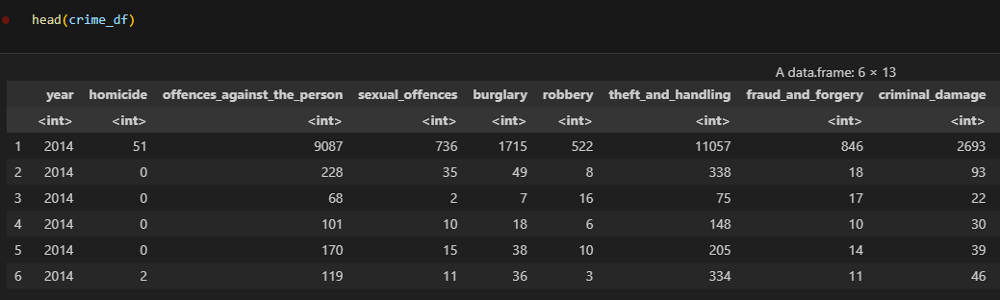 head(crime_df)
A data.frame: 6 × 13
year homicide offences_against_the_person sexual_offences burglary robbery theft_and_handling fraud_and_forgery criminal_damage
<int> <int> <int> <int> <int> <int> <int> <int> <int>
1 2014 51 9087 736 1715 522 11057 846 2693
2 2014 0 228 35 49 8 338 18 93
3 2014 0 68 2 7 16 75 17 22
4 2014 0 101 10 18 6 148 10 30
5 2014 0 170 15 38 10 205 14 39
6 2014 2 119 11 36 3 334 11 46